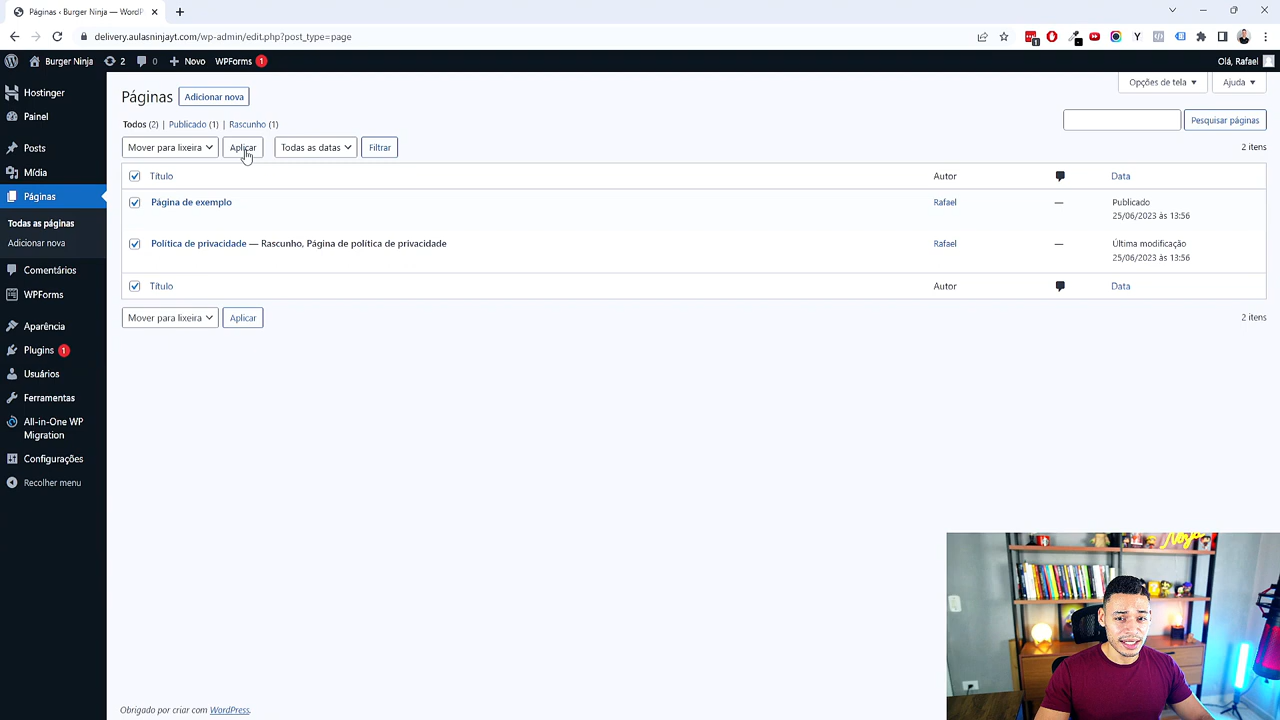 Páginas ‹ Burger Ninja — WordP
delivery.aulasninjayt.com/wp-admin/edit.php?post_type=page
1
Y
Burger Ninja
2
0
Novo
WPForms
1
Olá, Rafael
Hostinger
Painel
Posts
Mídia
Páginas
Todas as páginas
Adicionar nova
Comentários
WPForms
Aparência
Plugins
1
Usuários
Ferramentas
All-in-One WP
Migration
Configurações
Recolher menu
Opções de tela
Ajuda
Páginas
Adicionar nova
Todos (2) | Publicado (1) | Rascunho (1)
Pesquisar páginas
Mover para lixeira
Aplicar
Todas as datas
Filtrar
2 itens
Título
Autor
Data
Página de exemplo
Rafael
—
Publicado
25/06/2023 às 13:56
Política de privacidade — Rascunho, Página de política de privacidade
Rafael
—
Última modificação
25/06/2023 às 13:56
Título
Autor
Data
Mover para lixeira
Aplicar
2 itens
Obrigado por criar com WordPress.